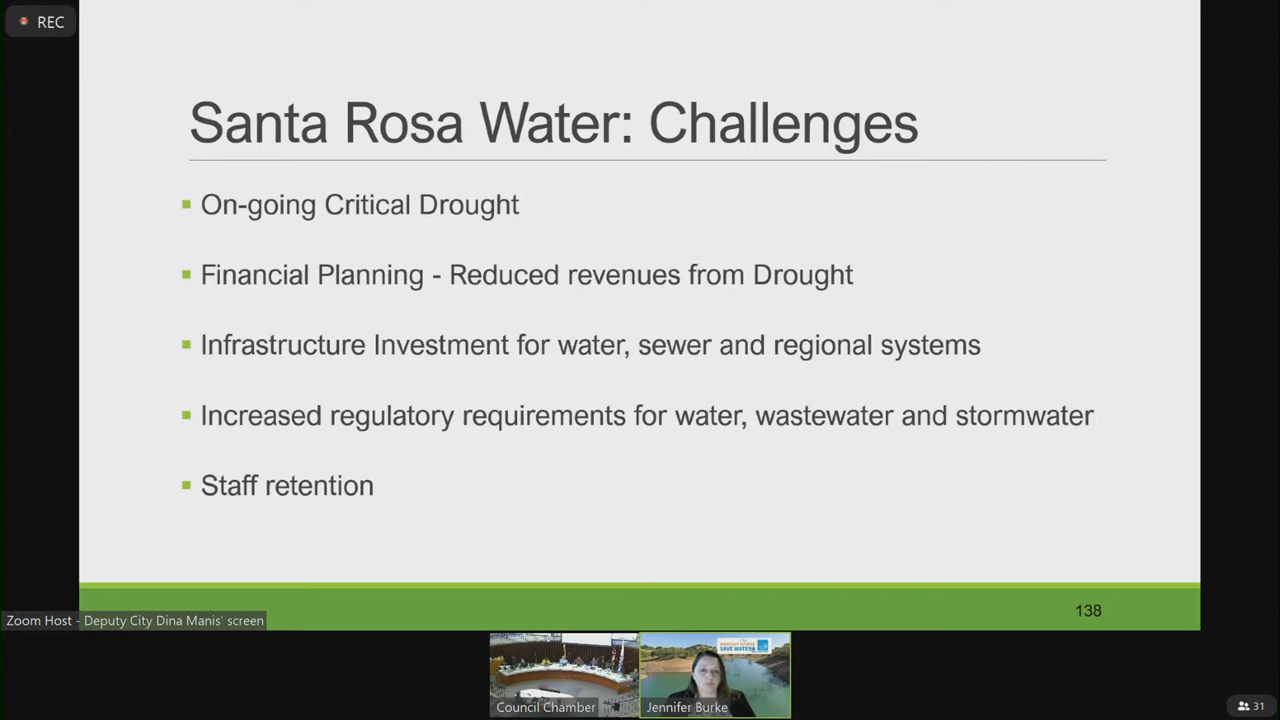 REC
Santa Rosa Water: Challenges
On-going Critical Drought
Financial Planning - Reduced revenues from Drought
Infrastructure Investment for water, sewer and regional systems
Increased regulatory requirements for water, wastewater and stormwater
Staff retention
138
Zoom Host - Deputy City Dina Manis' screen
SAVE WATER
Council Chamber
Jennifer Burke
31